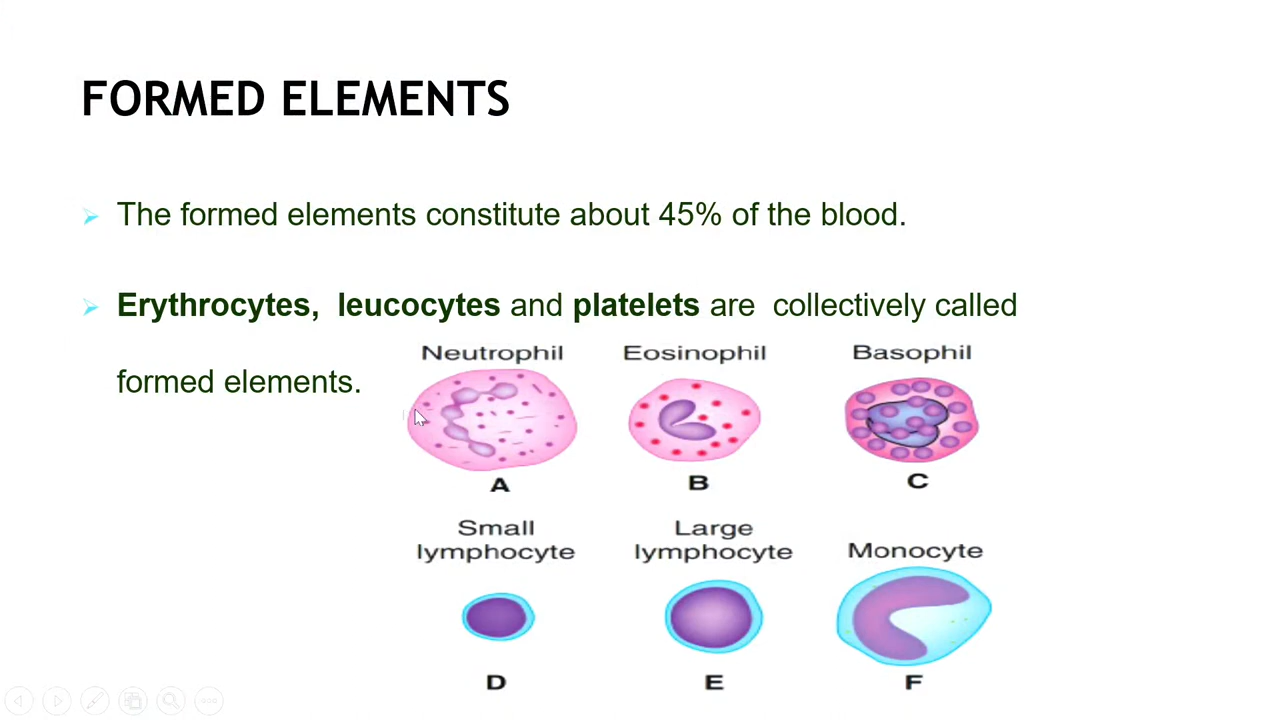 FORMED ELEMENTS
The formed elements constitute about 45% of the blood.
Erythrocytes, leucocytes and platelets are collectively called
formed elements.
Neutrophil Eosinophil Basophil
A B C
Small Large
lymphocyte lymphocyte Monocyte
D E F